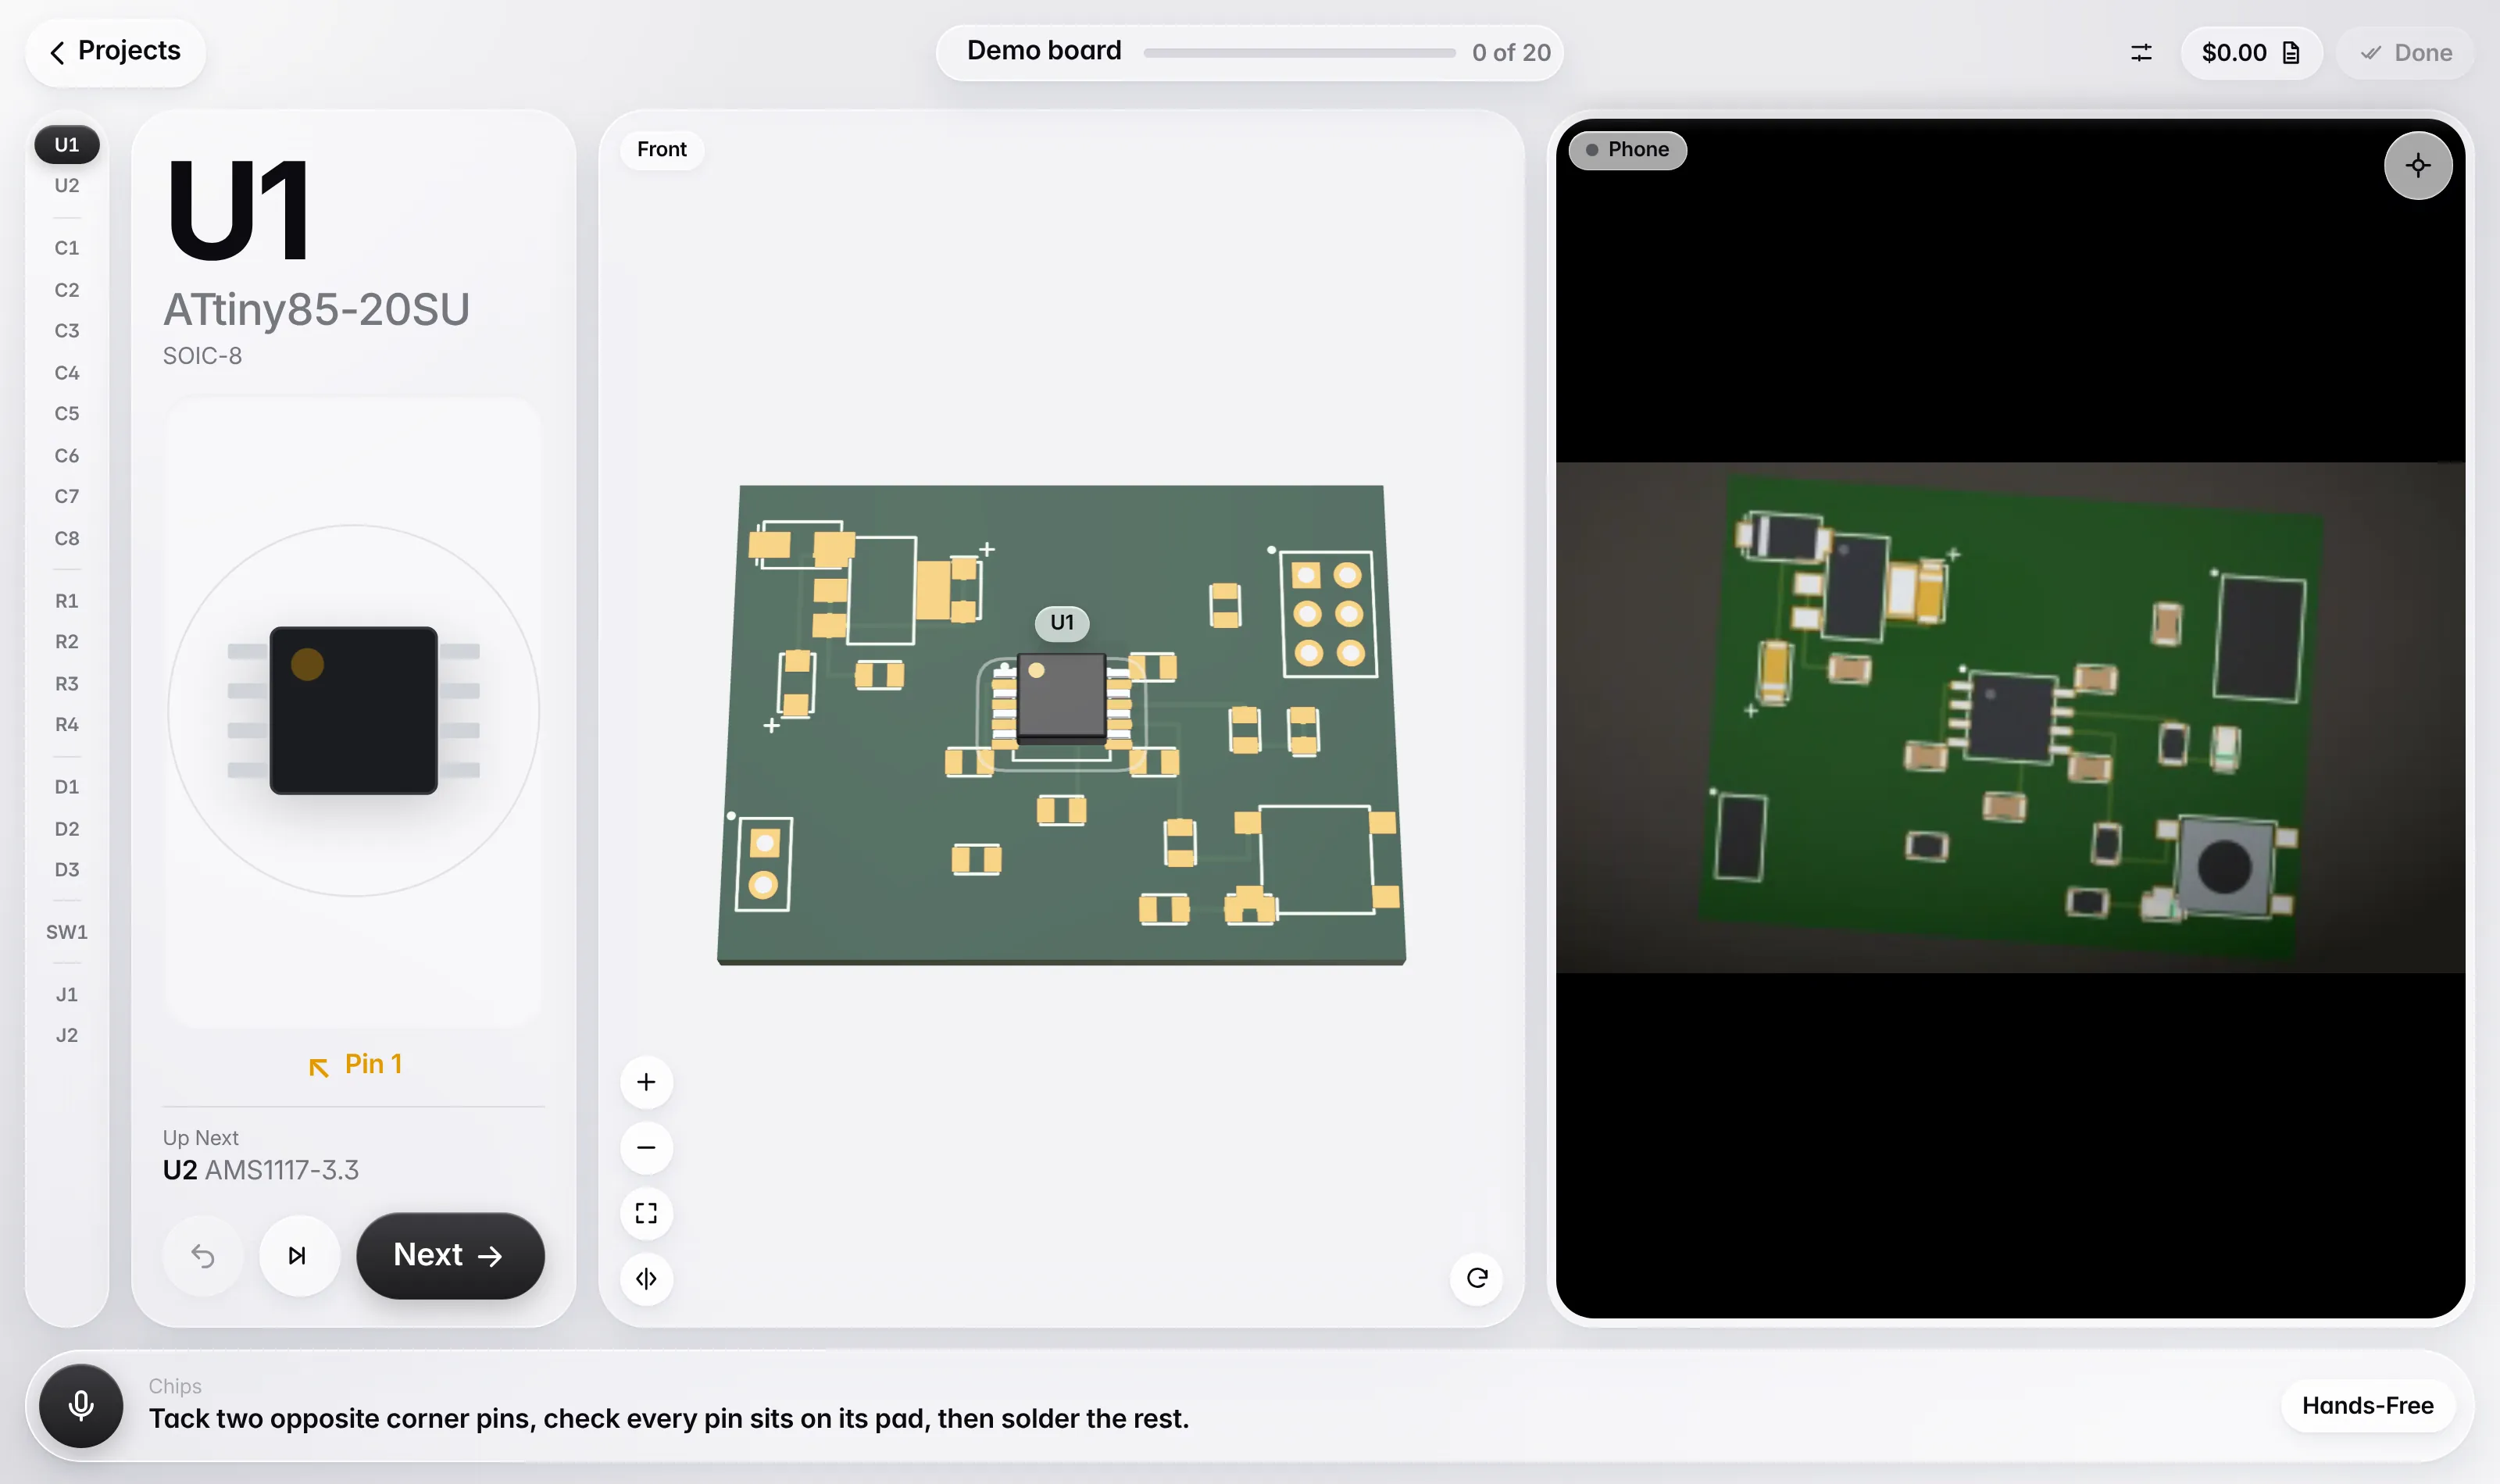 Projects
Demo board 0 of 20
$0.00
Done
U1
U2
C1
C2
C3
C4
C5
C6
C7
C8
R1
R2
R3
R4
D1
D2
D3
SW1
J1
J2
U1
ATtiny85-20SU
SOIC-8
Pin 1
Up Next
U2 AMS1117-3.3
Next
Front
U1
+
+
Phone
+
+
Chips
Tack two opposite corner pins, check every pin sits on its pad, then solder the rest.
Hands-Free